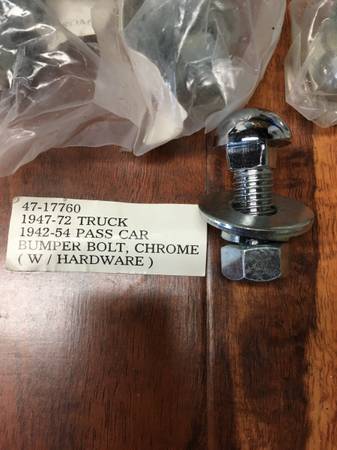 47-17760
1947-72 TRUCK
1942-54 PASS CAR
BUMPER BOLT, CHROME
( W / HARDWARE )